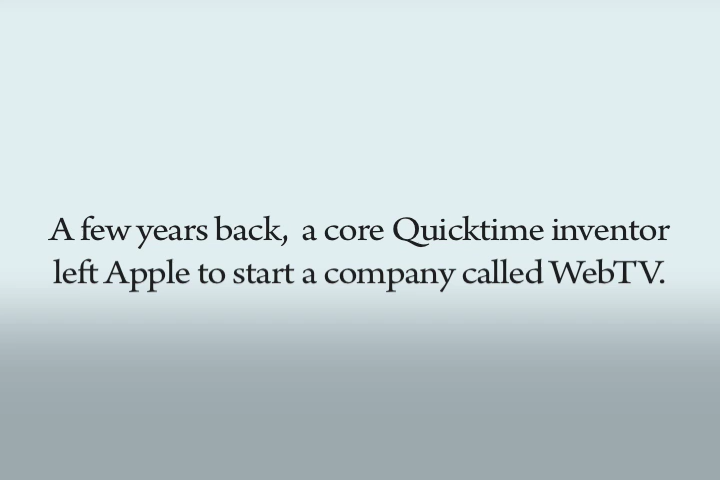 A few years back,  a core Quicktime inventor
left Apple to start a company called WebTV.